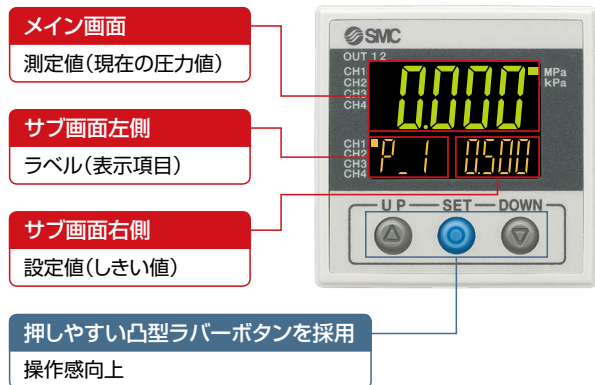 メイン画面
測定値(現在の圧力値)
サブ画面左側
ラベル(表示項目)
サブ画面右側
設定値(しきい値)
押しやすい凸型ラバーボタンを採用
操作感向上
SMC
OUT 1 2
CH1
CH2
CH3
CH4
0.000
MPa
kPa
CH1
CH2
CH3
CH4
P_1
0.500
UP
SET
DOWN